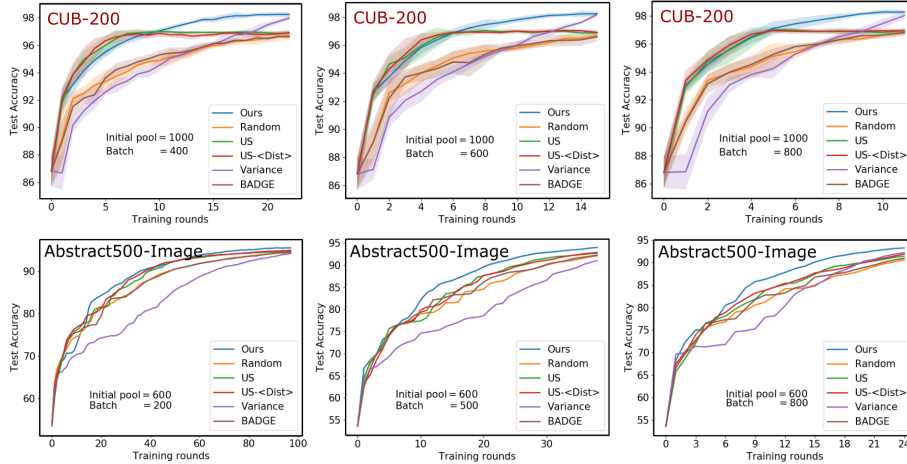 CUB-200
98
96
94
92
90
88
86
Test Accuracy
Initial pool = 1000
Batch = 400
Ours
Random
US
US-<Dist>
Variance
BADGE
0 5 10 15 20
Training rounds
CUB-200
98
96
94
92
90
88
86
Test Accuracy
Initial pool = 1000
Batch = 600
Ours
Random
US
US-<Dist>
Variance
BADGE
0 2 4 6 8 10 12 14
Training rounds
CUB-200
98
96
94
92
90
88
86
Test Accuracy
Initial pool = 1000
Batch = 800
Ours
Random
US
US-<Dist>
Variance
BADGE
0 2 4 6 8 10
Training rounds
Abstract500-Image
90
80
70
60
Test Accuracy
Initial pool = 600
Batch = 200
Ours
Random
US
US-<Dist>
Variance
BADGE
0 20 40 60 80 100
Training rounds
Abstract500-Image
95
90
85
80
75
70
65
60
55
Test Accuracy
Initial pool = 600
Batch = 500
Ours
Random
US
US-<Dist>
Variance
BADGE
0 10 20 30
Training rounds
Abstract500-Image
95
90
85
80
75
70
65
60
55
Test Accuracy
Initial pool = 600
Batch = 800
Ours
Random
US
US-<Dist>
Variance
BADGE
0 3 6 9 12 15 18 21 24
Training rounds